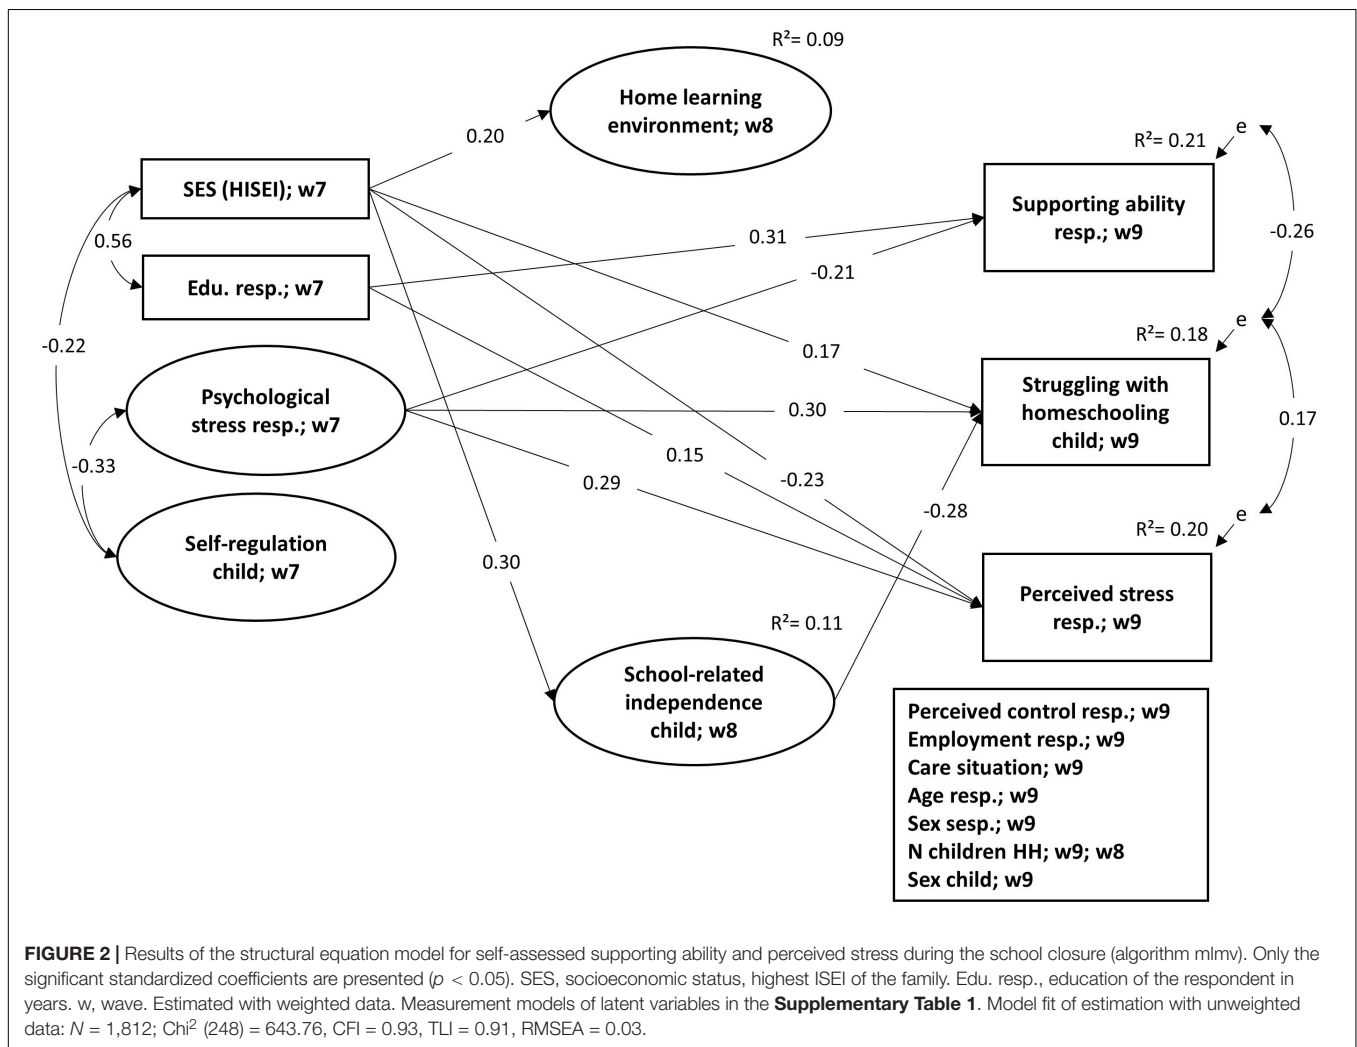 R²= 0.09
Home learning
environment; w8
0.20
SES (HISEI); w7
0.56
Edu. resp.; w7
-0.22
Psychological
stress resp.; w7
-0.33
Self-regulation
child; w7
0.31
-0.21
0.17
0.30
0.15
-0.23
0.29
-0.28
0.30
R²= 0.11
School-related
independence
child; w8
R²= 0.21
e
Supporting ability
resp.; w9
-0.26
R²= 0.18
e
Struggling with
homeschooling
child; w9
0.17
R²= 0.20
e
Perceived stress
resp.; w9
Perceived control resp.; w9
Employment resp.; w9
Care situation; w9
Age resp.; w9
Sex sesp.; w9
N children HH; w9; w8
Sex child; w9
FIGURE 2 | Results of the structural equation model for self-assessed supporting ability and perceived stress during the school closure (algorithm mlmv). Only the
significant standardized coefficients are presented (p < 0.05). SES, socioeconomic status, highest ISEI of the family. Edu. resp., education of the respondent in
years. w, wave. Estimated with weighted data. Measurement models of latent variables in the Supplementary Table 1. Model fit of estimation with unweighted
data: N = 1,812; Chi² (248) = 643.76, CFI = 0.93, TLI = 0.91, RMSEA = 0.03.